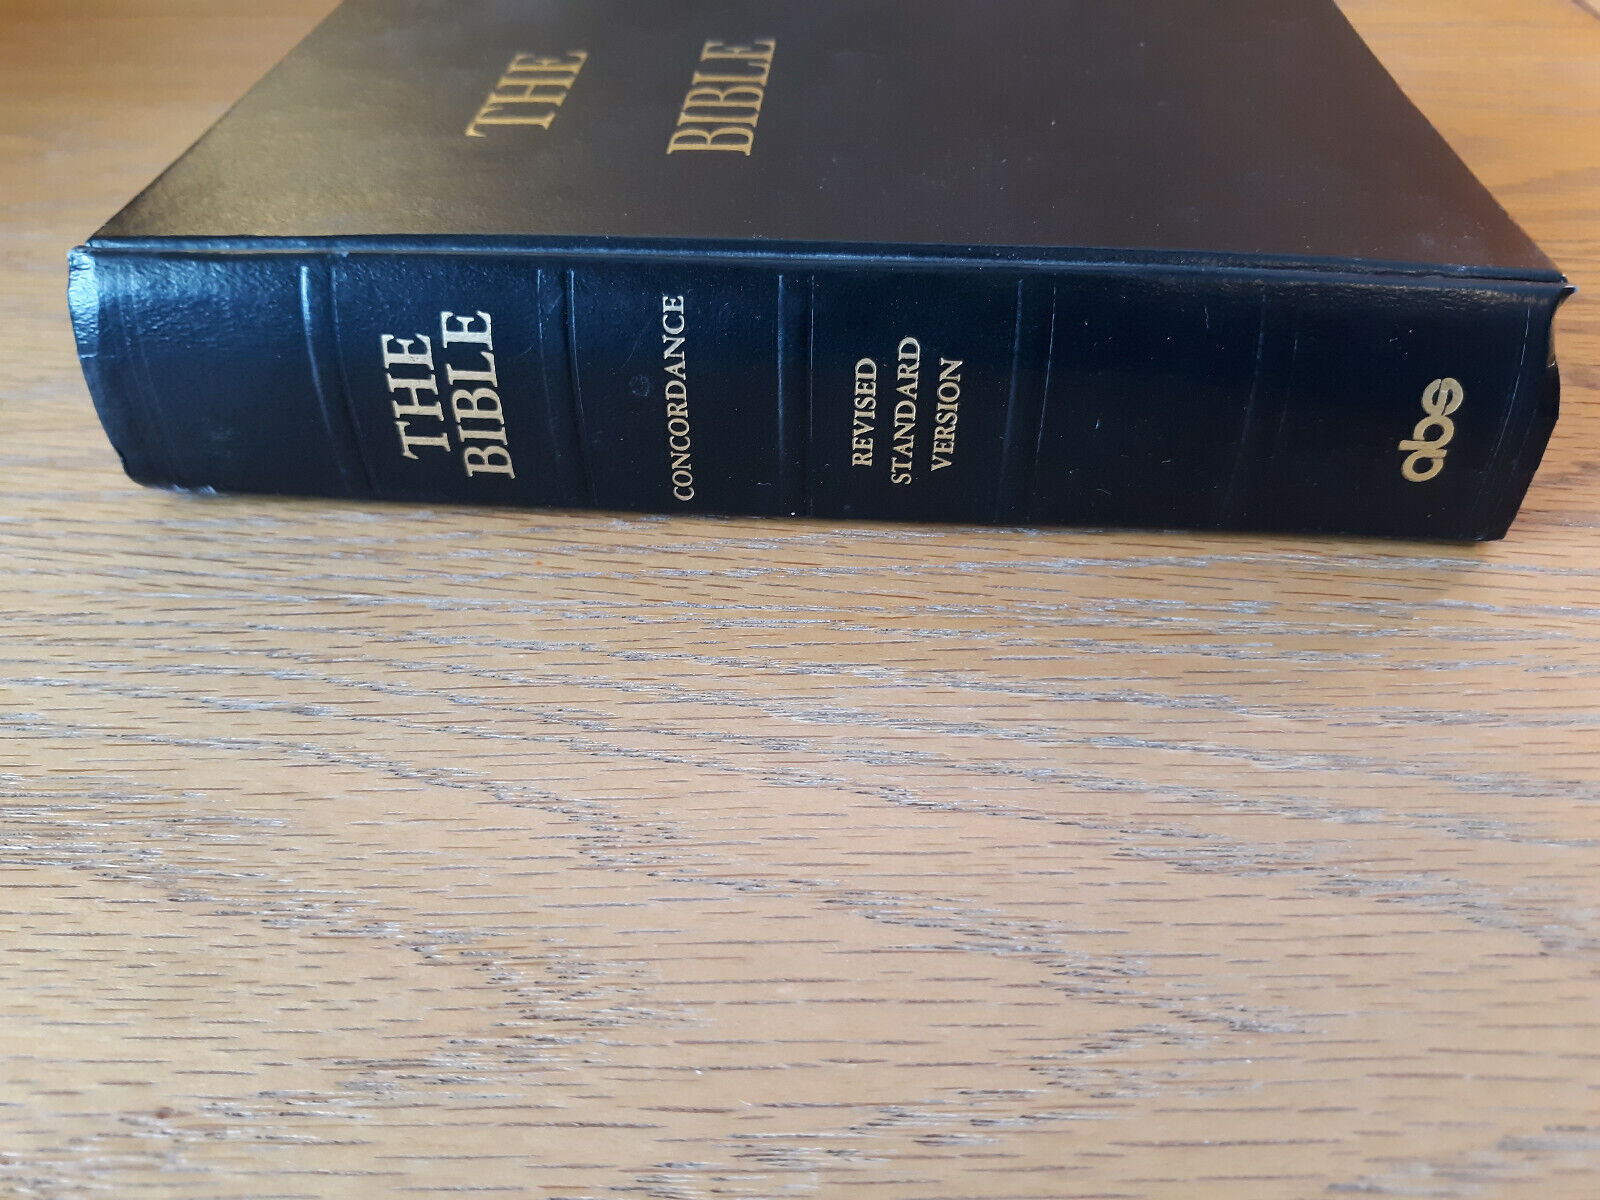 THE
BIBLE
THE
BIBLE
CONCORDANCE
REVISED
STANDARD
VERSION
abs